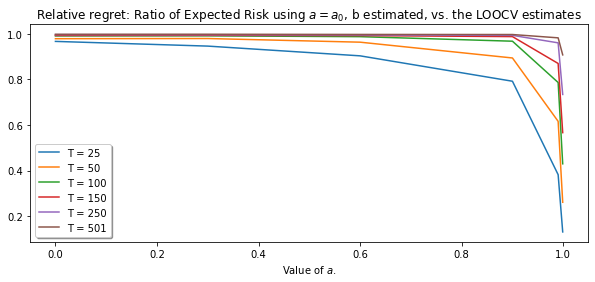 Relative regret: Ratio of Expected Risk using a = a₀, b estimated, vs. the LOOCV estimates
1.0
0.8
0.6
0.4
0.2
T = 25
T = 50
T = 100
T = 150
T = 250
T = 501
0.0 0.2 0.4 0.6 0.8 1.0
Value of a.